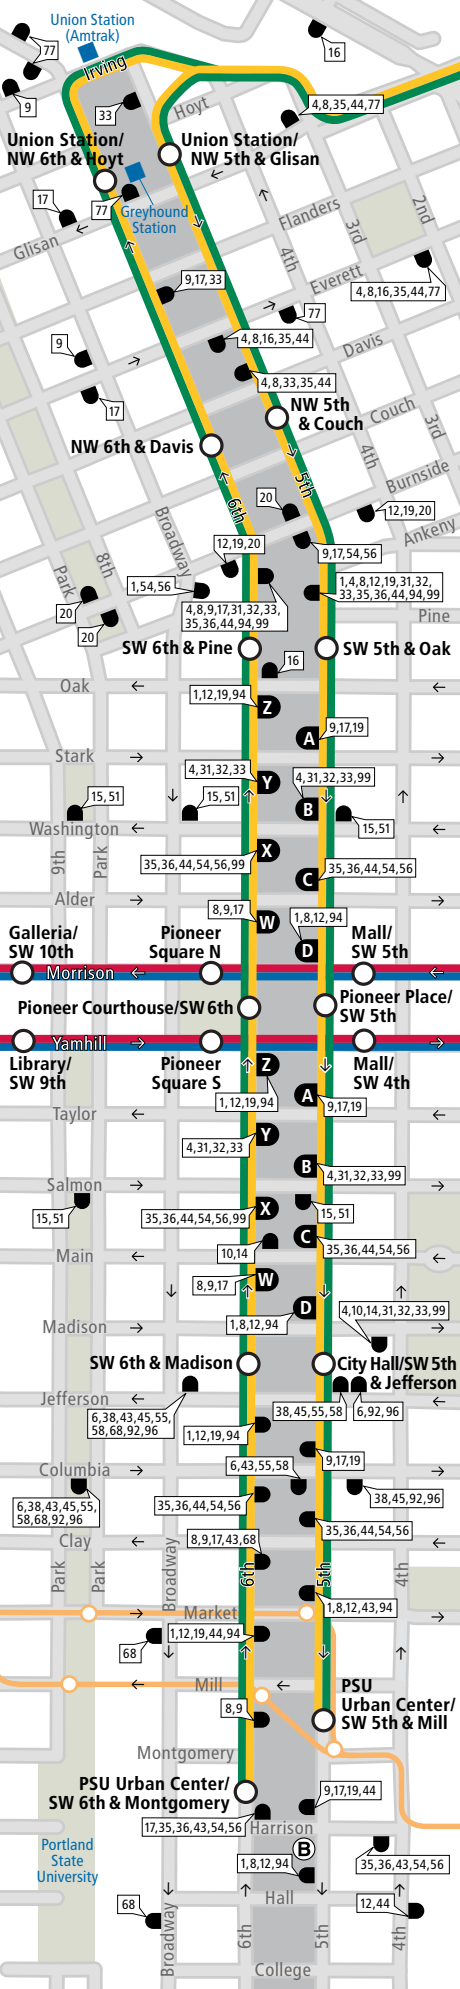 Union Station
(Amtrak)
77
16
Irving
9
33
Hoyt
4,8,35,44,77
Union Station/
NW 6th & Hoyt
Union Station/
NW 5th & Glisan
17
77
Greyhound
Station
Flanders
2nd
3rd
4th
Glisan
9,17,33
Everett
4,8,16,35,44,77
77
9
4,8,16,35,44
Davis
4,8,33,35,44
17
NW 5th
& Couch
Couch
3rd
NW 6th & Davis
4th
Burnside
5th
6th
20
12,19,20
Broadway
Ankeny
12,19,20
9,17,54,56
8th
Park
1,54,56
1,4,8,12,19,31,32,
33,35,36,44,94,99
20
4,8,9,17,31,32,33,
35,36,44,94,99
20
Pine
SW 6th & Pine
SW 5th & Oak
16
Oak
1,12,19,94
Z
9,17,19
A
Stark
4,31,32,33
Y
4,31,32,33,99
B
15,51
15,51
15,51
Washington
9th
Park
X
35,36,44,54,56,99
35,36,44,54,56
C
Alder
8,9,17
W
1,8,12,94
D
Galleria/
SW 10th
Pioneer
Square N
Mall/
SW 5th
Morrison
Pioneer Courthouse/SW 6th
Pioneer Place/
SW 5th
Yamhill
Library/
SW 9th
Pioneer
Square S
Mall/
SW 4th
Z
1,12,19,94
A
9,17,19
Taylor
Y
4,31,32,33
B
4,31,32,33,99
Salmon
15,51
X
35,36,44,54,56,99
15,51
C
35,36,44,54,56
10,14
Main
8,9,17
W
D
1,8,12,94
4,10,14,31,32,33,99
Madison
SW 6th & Madison
City Hall/SW 5th
& Jefferson
Jefferson
6,38,43,45,55,
58,68,92,96
38,45,55,58
6,92,96
1,12,19,94
9,17,19
6,43,55,58
Columbia
6,38,43,45,55,
58,68,92,96
35,36,44,54,56
38,45,92,96
35,36,44,54,56
Clay
8,9,17,43,68
Park
Park
Broadway
6th
5th
4th
1,8,12,43,94
Market
68
1,12,19,44,94
Mill
PSU
Urban Center/
SW 5th & Mill
8,9
Montgomery
PSU Urban Center/
SW 6th & Montgomery
9,17,19,44
17,35,36,43,54,56
Harrison
Portland
State
University
B
1,8,12,94
35,36,43,54,56
Hall
68
12,44
Broadway
6th
5th
4th
College